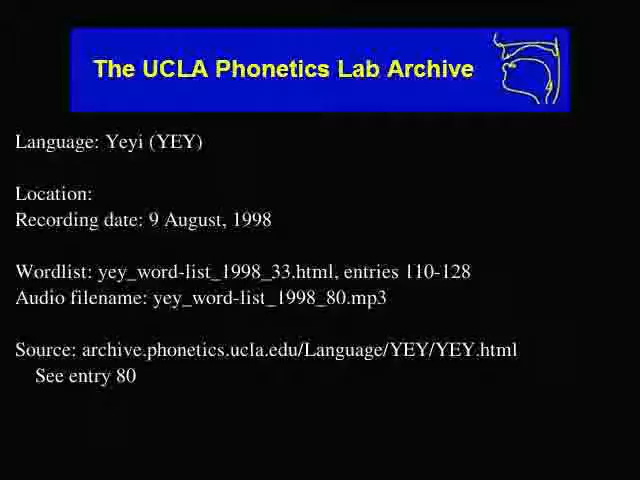 The UCLA Phonetics Lab Archive
Language: Yeyi (YEY)
Location:
Recording date: 9 August, 1998
Wordlist: yey_word-list_1998_33.html, entries 110-128
Audio filename: yey_word-list_1998_80.mp3
Source: archive.phonetics.ucla.edu/Language/YEY/YEY.html
See entry 80